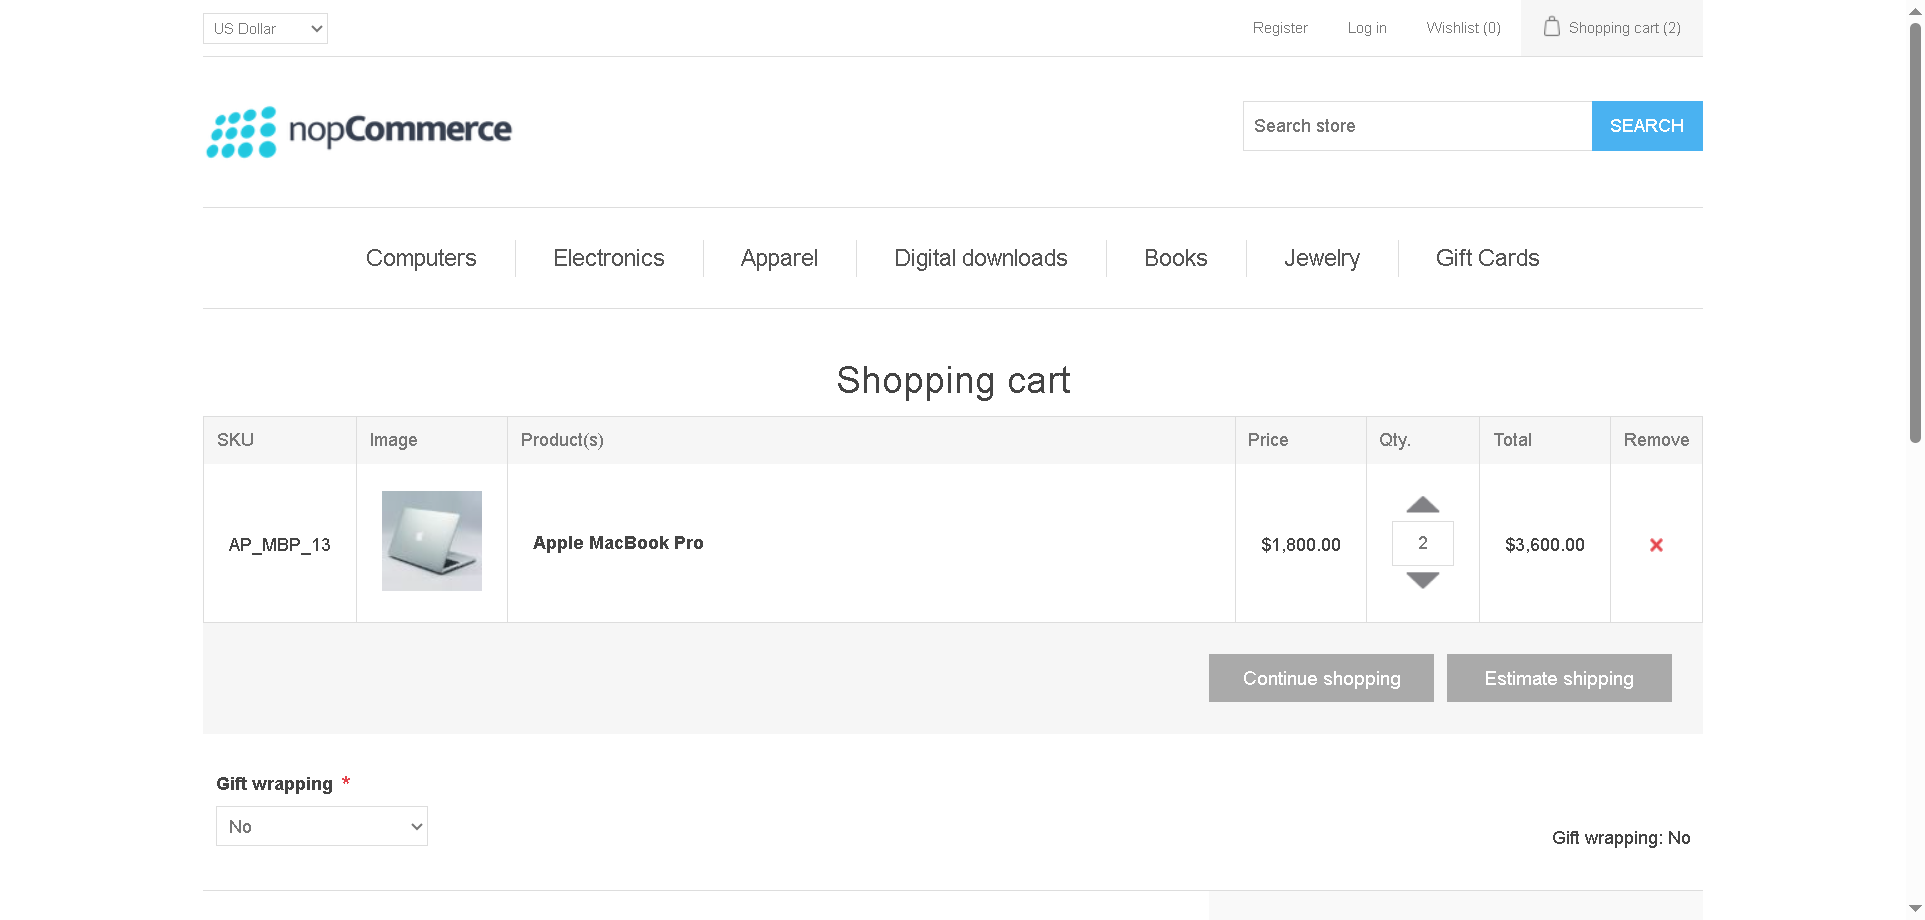 US Dollar
Register
Log in
Wishlist (0)
Shopping cart (2)
nopCommerce
Search store
SEARCH
Computers
Electronics
Apparel
Digital downloads
Books
Jewelry
Gift Cards
Shopping cart
SKU
Image
Product(s)
Price
Qty.
Total
Remove
AP_MBP_13
Apple MacBook Pro
$1,800.00
2
$3,600.00
Continue shopping
Estimate shipping
Gift wrapping *
No
Gift wrapping: No